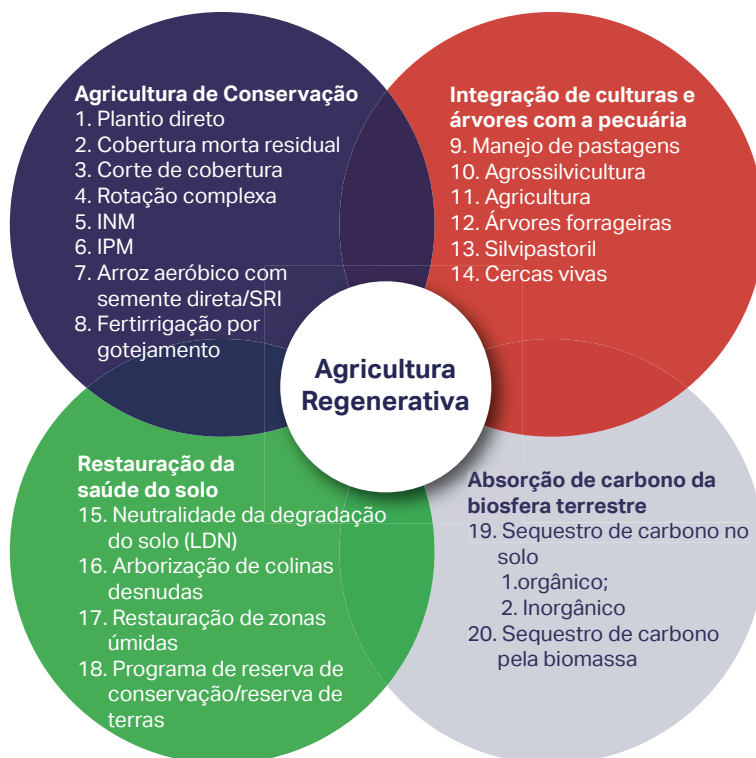 Agricultura de Conservação
1. Plantio direto
2. Cobertura morta residual
3. Corte de cobertura
4. Rotação complexa
5. INM
6. IPM
7. Arroz aeróbico com
semente direta/SRI
8. Fertirrigação por
gotejamento
Integração de culturas e
árvores com a pecuária
9. Manejo de pastagens
10. Agrossilvicultura
11. Agricultura
12. Árvores forrageiras
13. Silvipastoril
14. Cercas vivas
Agricultura
Regenerativa
Restauração da
saúde do solo
15. Neutralidade da degradação
do solo (LDN)
16. Arborização de colinas
desnudas
17. Restauração de zonas
úmidas
18. Programa de reserva de
conservação/reserva de
terras
Absorção de carbono da
biosfera terrestre
19. Sequestro de carbono no
solo
1.orgânico;
2. Inorgânico
20. Sequestro de carbono
pela biomassa